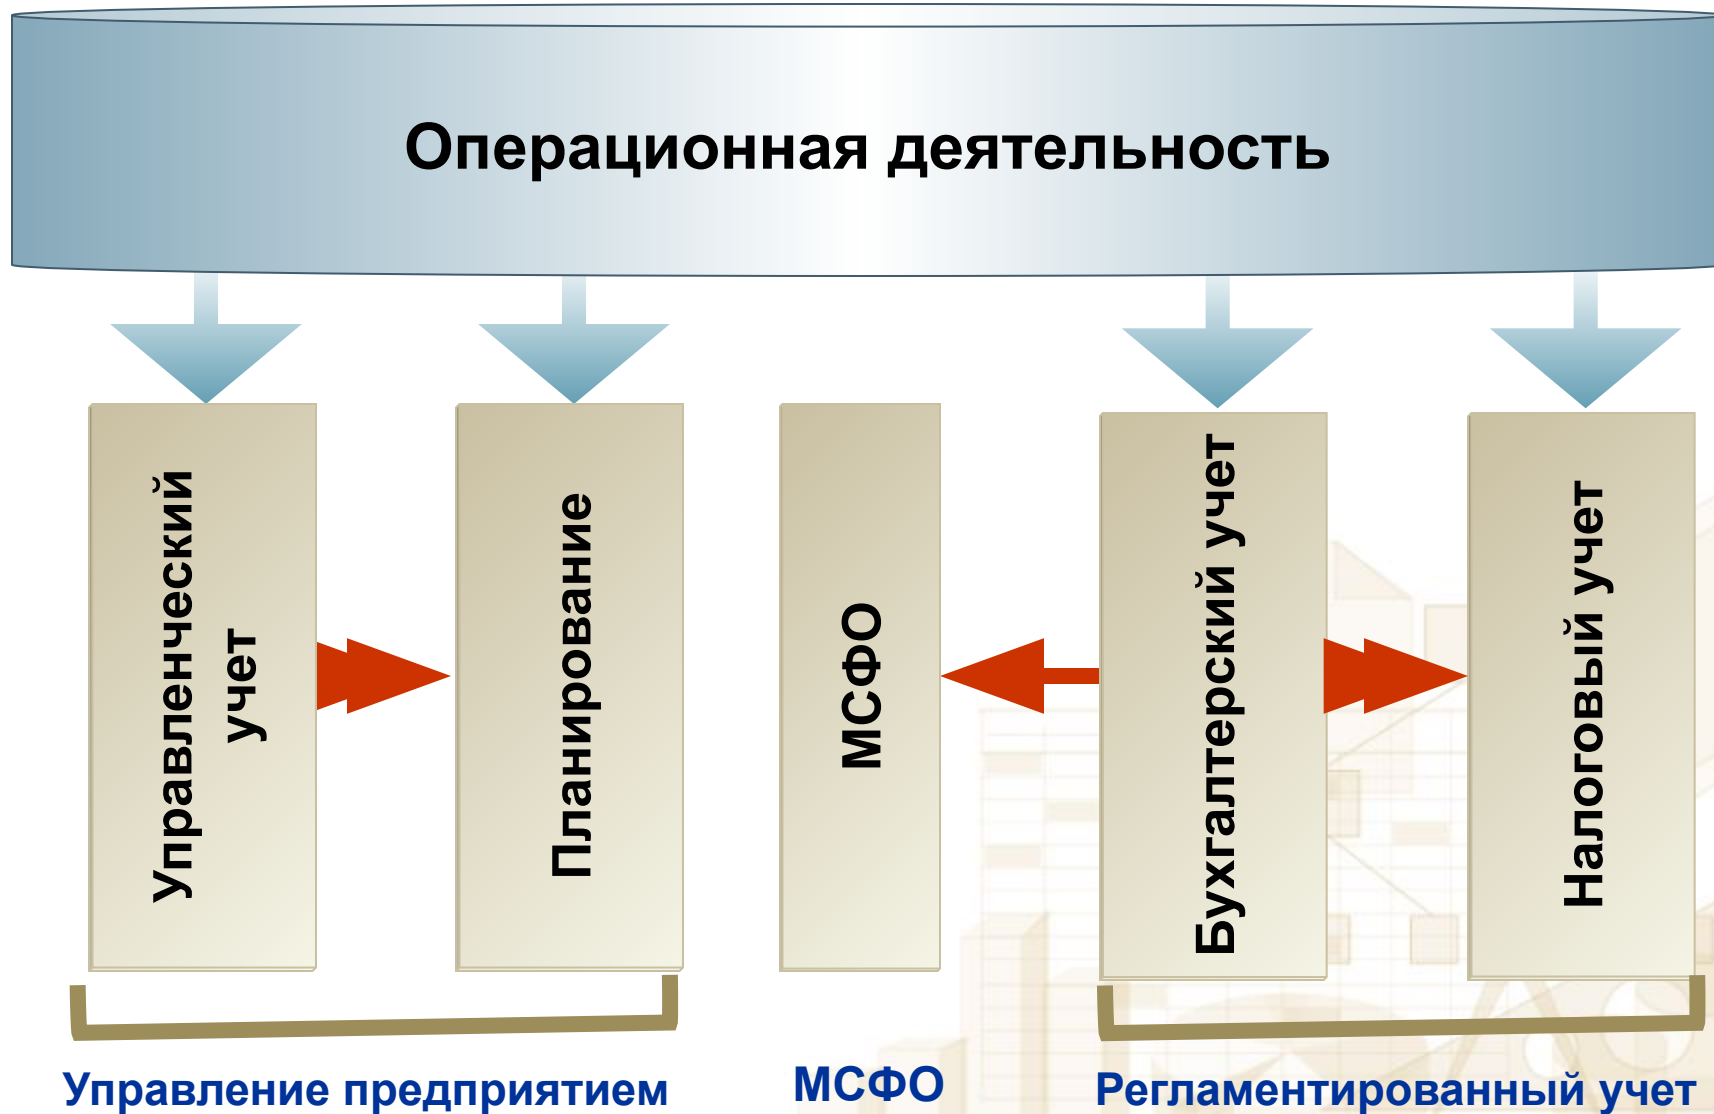 Операционная деятельность
Управленческий
учет
Планирование
МСФО
Бухгалтерский учет
Налоговый учет
Управление предприятием
МСФО
Регламентированный учет